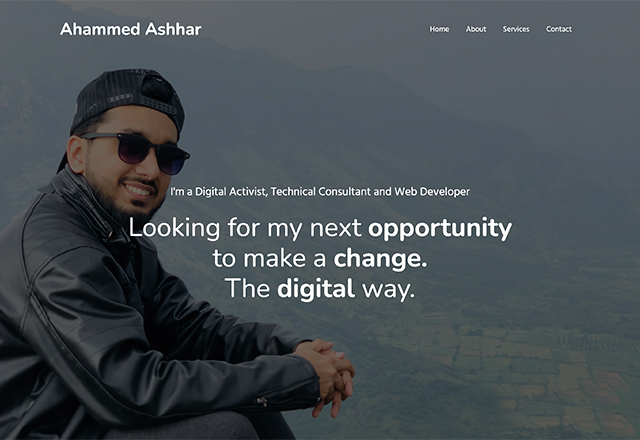 Ahammed Ashhar
Home About Services Contact
I'm a Digital Activist, Technical Consultant and Web Developer
Looking for my next opportunity
to make a change.
The digital way.